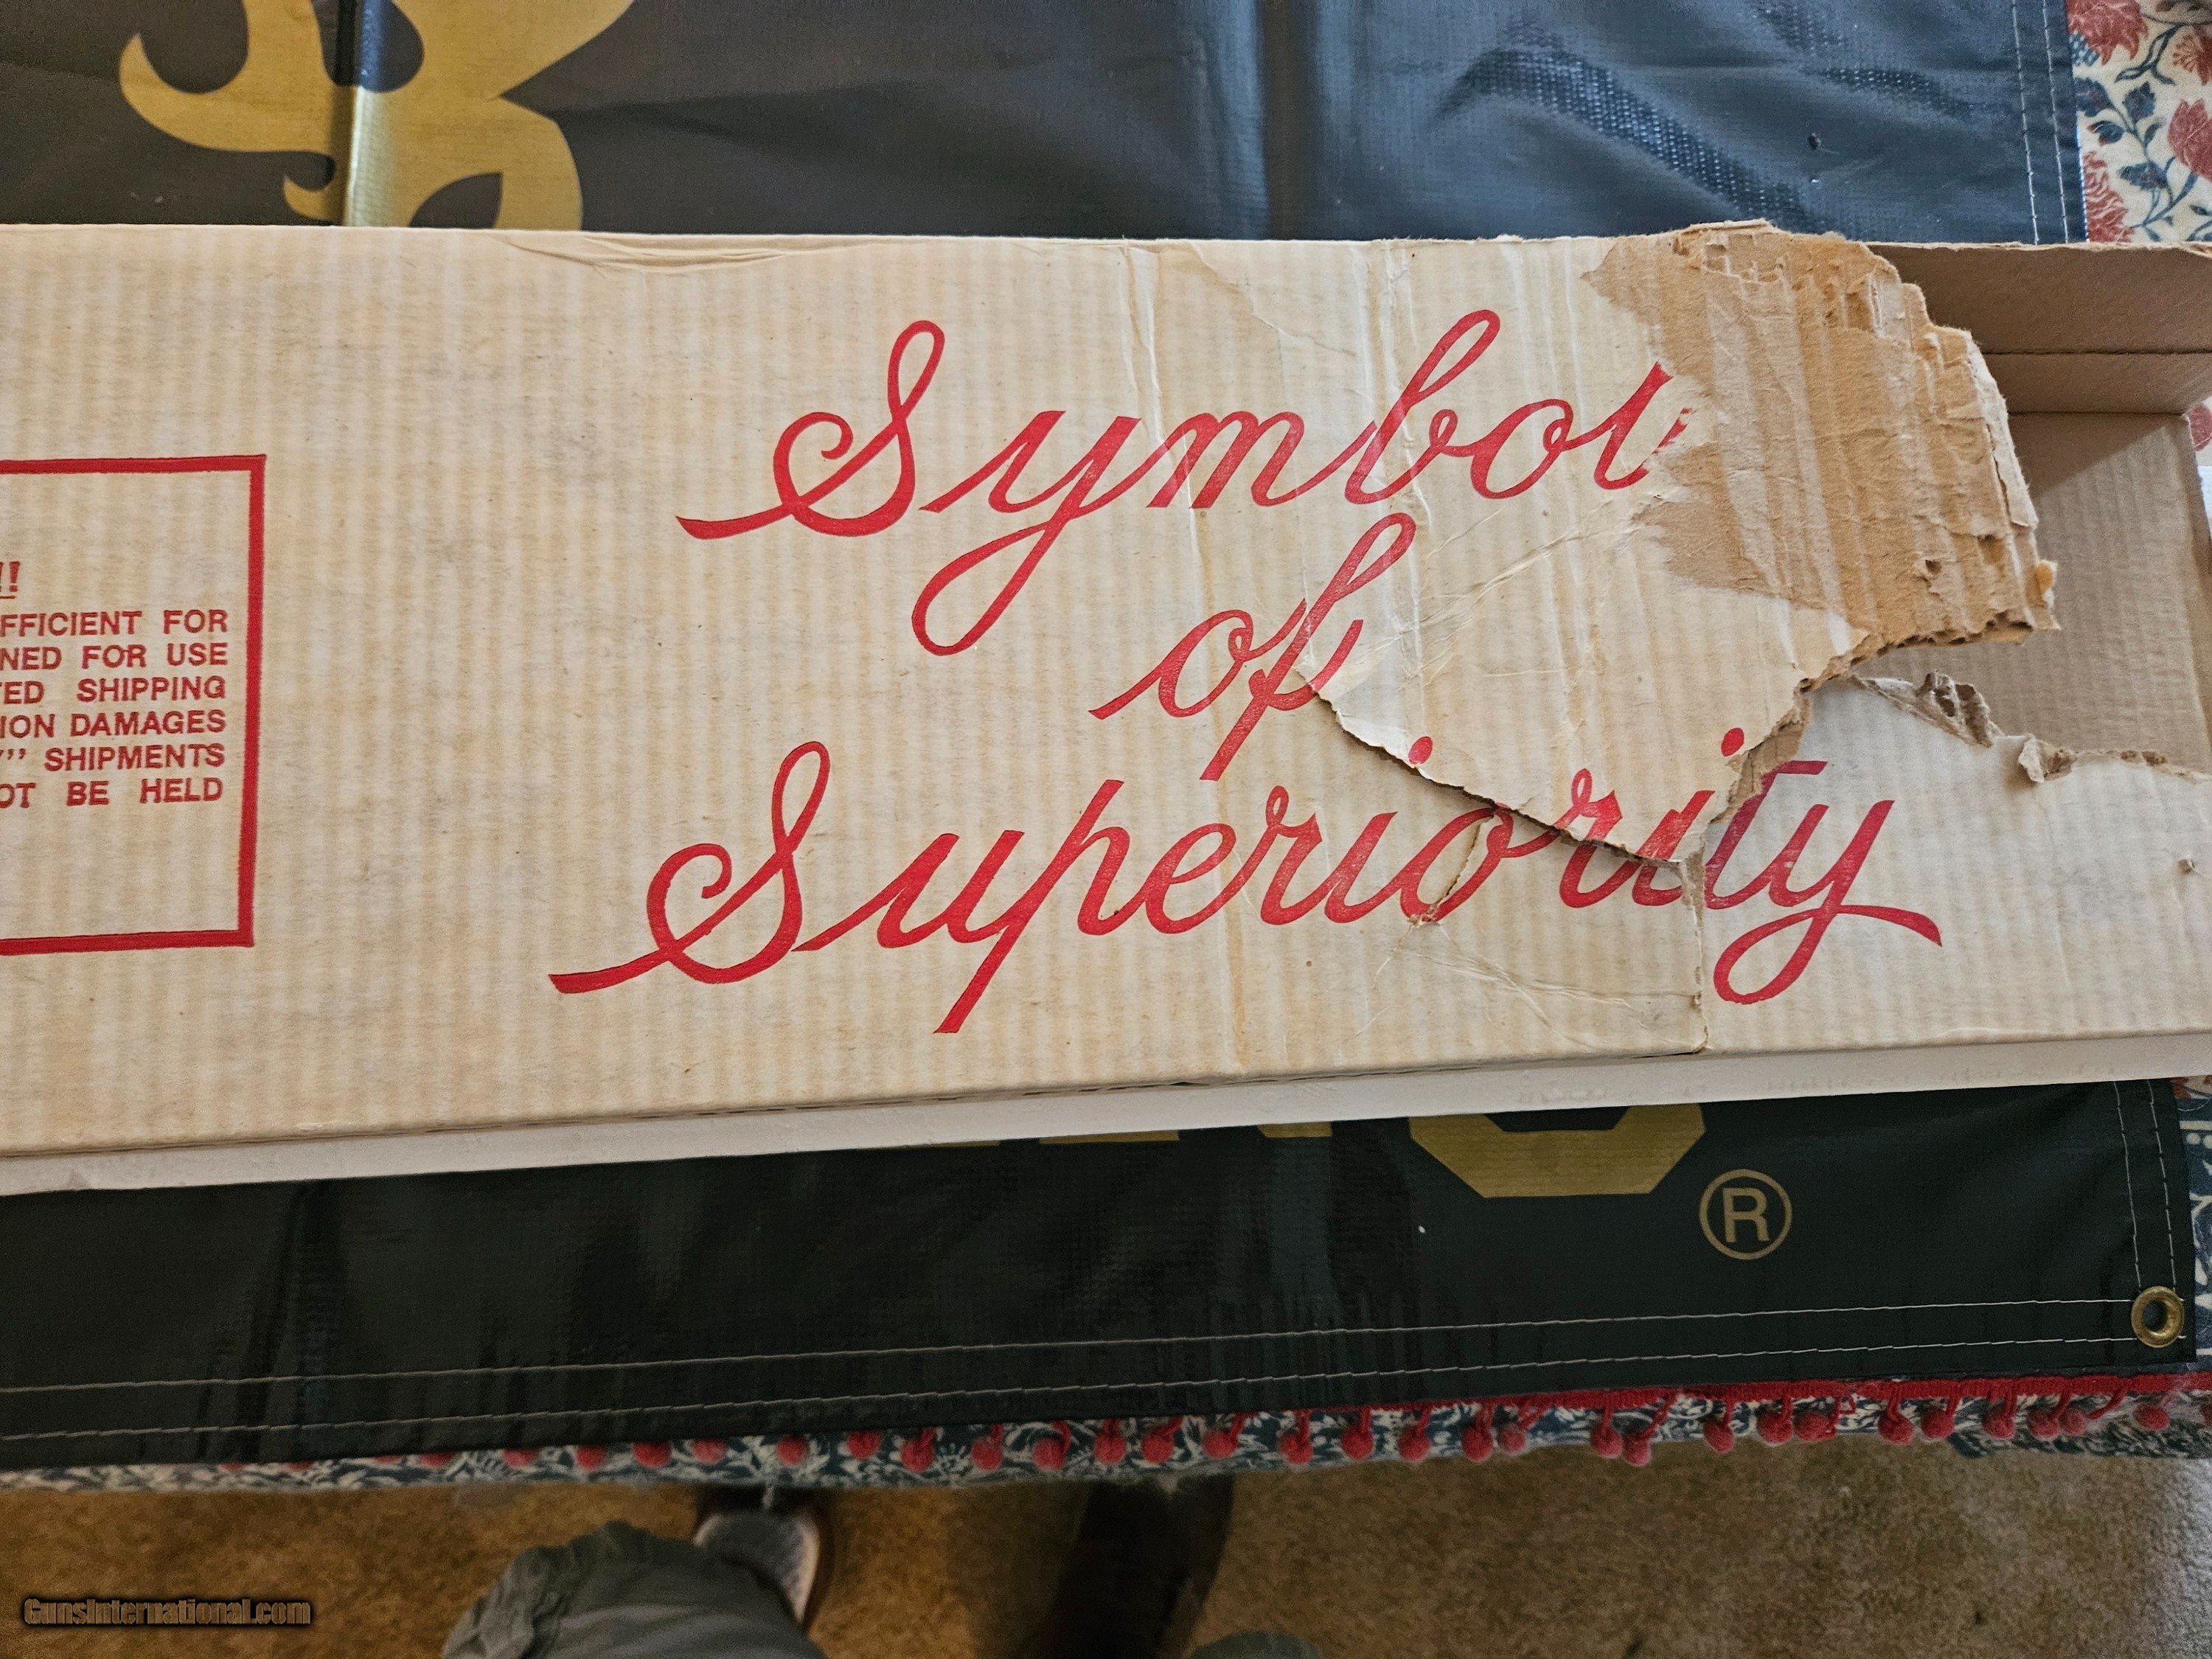 Symbol
of
Superiority
!!
FFICIENT FOR
NED FOR USE
ED SHIPPING
ION DAMAGES
" SHIPMENTS
OT BE HELD
®
GunsInternational.com